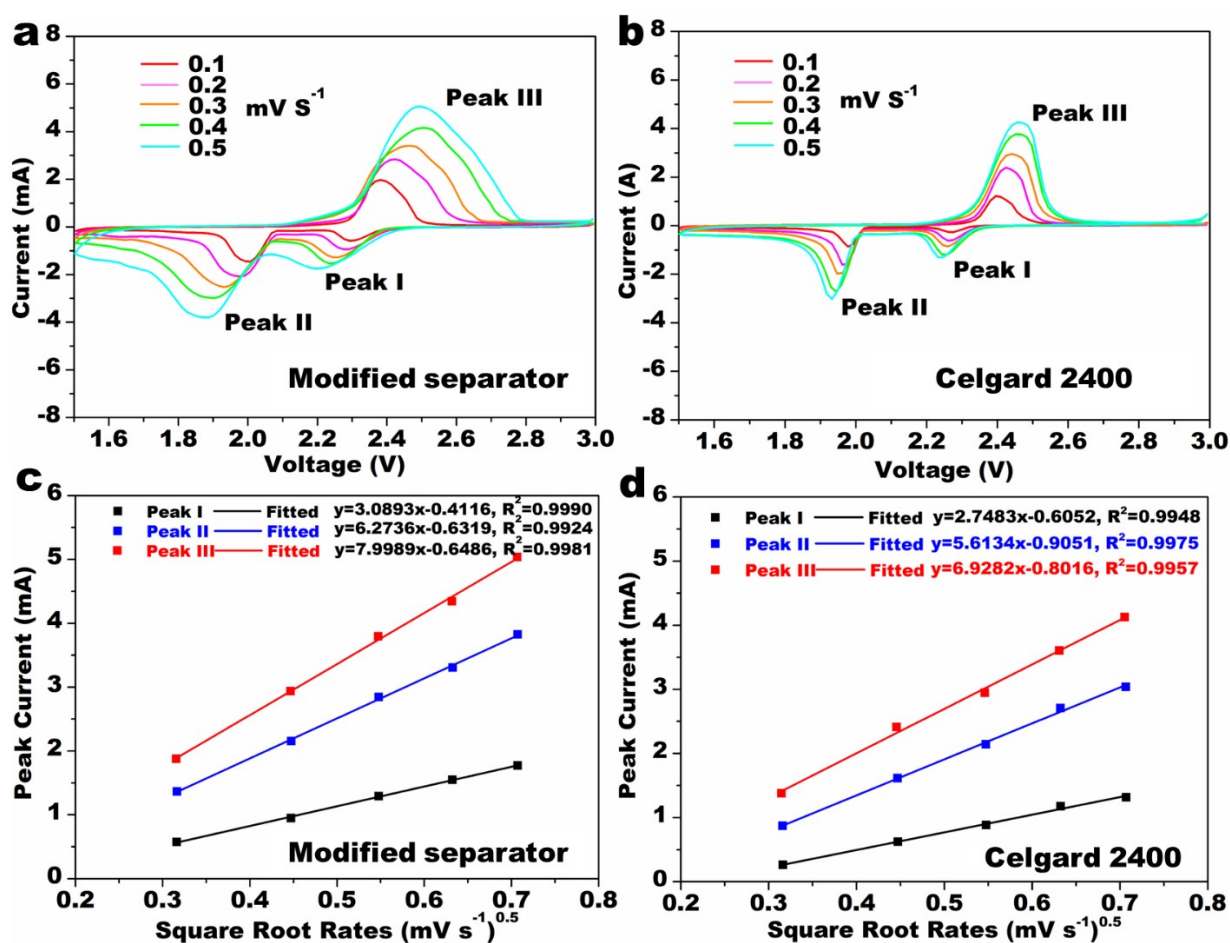 a
0.1
0.2
0.3 mV S-1
0.4
0.5
Peak III
Peak I
Peak II
Modified separator
8
6
4
2
0
-2
-4
-6
-8
Current (mA)
1.6 1.8 2.0 2.2 2.4 2.6 2.8 3.0
Voltage (V)
b
0.1
0.2
0.3 mV S-1
0.4
0.5
Peak III
Peak I
Peak II
Celgard 2400
8
6
4
2
0
-2
-4
-6
-8
Current (A)
1.6 1.8 2.0 2.2 2.4 2.6 2.8 3.0
Voltage (V)
c
Peak I Fitted y=3.0893x-0.4116, R2=0.9990
Peak II Fitted y=6.2736x-0.6319, R2=0.9924
Peak III Fitted y=7.9989x-0.6486, R2=0.9981
Modified separator
6
5
4
3
2
1
0
Peak Current (mA)
0.2 0.3 0.4 0.5 0.6 0.7 0.8
Square Root Rates (mV s-1)0.5
d
Peak I Fitted y=2.7483x-0.6052, R2=0.9948
Peak II Fitted y=5.6134x-0.9051, R2=0.9975
Peak III Fitted y=6.9282x-0.8016, R2=0.9957
Celgard 2400
6
5
4
3
2
1
0
Peak Current (mA)
0.2 0.3 0.4 0.5 0.6 0.7 0.8
Square Root Rates (mV s-1)0.5